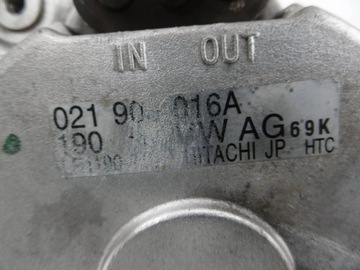 IN OUT
021 90 016A
190 VW AG 69K
HITACHI JP HTC